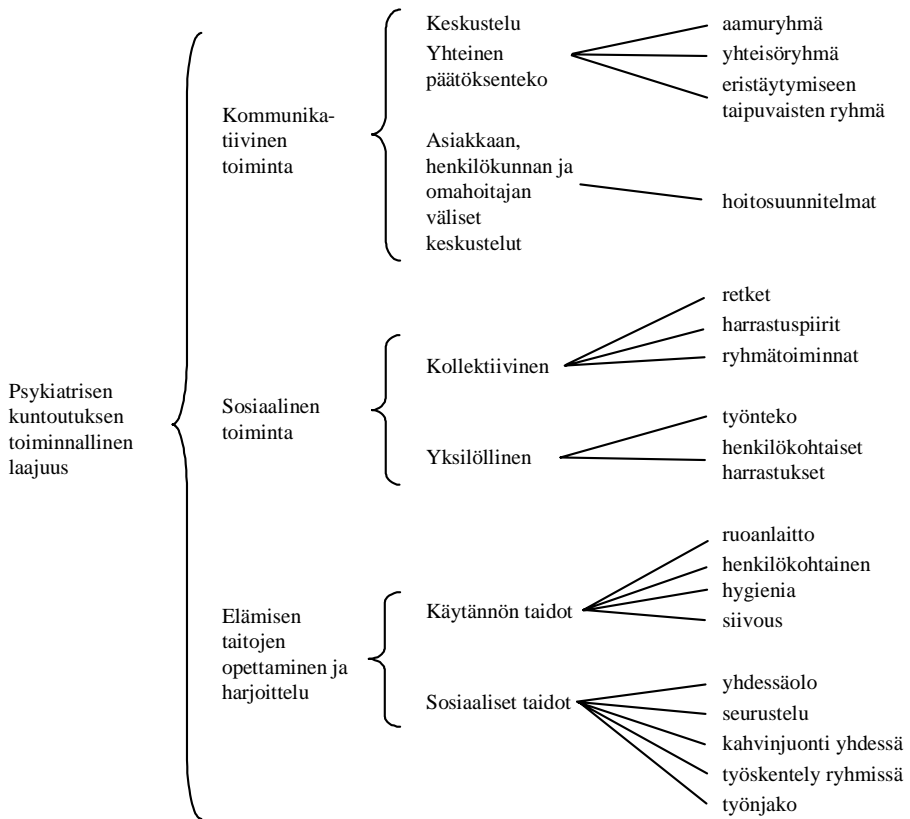 Psykiatrisen
kuntoutuksen
toiminnallinen
laajuus
Kommunika-
tiivinen
toiminta
Keskustelu
Yhteinen
päätöksenteko
aamuryhmä
yhteisöryhmä
eristäytymiseen
taipuvaisten ryhmä
Asiakkaan,
henkilökunnan ja
omahoitajan
väliset
keskustelut
hoitosuunnitelmat
Sosiaalinen
toiminta
Kollektiivinen
retket
harrastuspiirit
ryhmätoiminnat
Yksilöllinen
työnteko
henkilökohtaiset
harrastukset
Elämisen
taitojen
opettaminen ja
harjoittelu
Käytännön taidot
ruoanlaitto
henkilökohtainen
hygienia
siivous
Sosiaaliset taidot
yhdessäolo
seurustelu
kahvinjuonti yhdessä
työskentely ryhmissä
työnjako